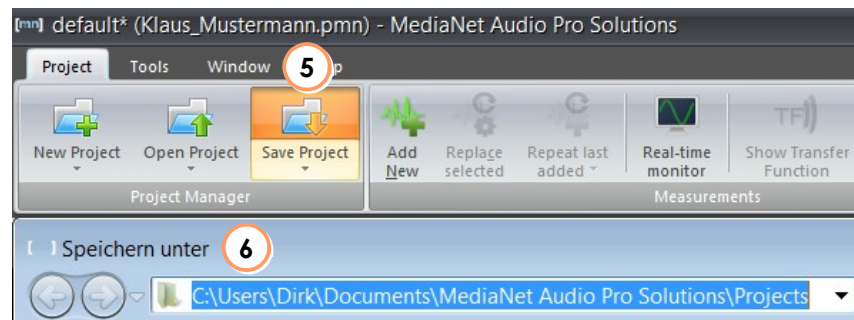 [mn] default* (Klaus_Mustermann.pmn) - MediaNet Audio Pro Solutions
Project Tools Window 5 p
New Project Open Project Save Project Add New Replace selected Repeat last added Real-time monitor TF Show Transfer Function
Project Manager Measurements
Speichern unter 6
C:\Users\Dirk\Documents\MediaNet Audio Pro Solutions\Projects